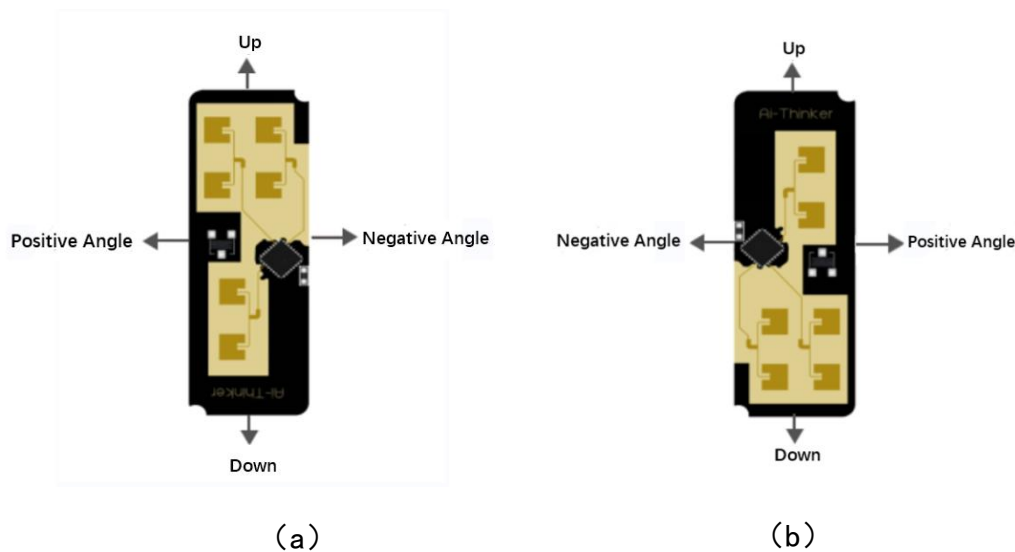 Up
Positive Angle
Negative Angle
Ai-Thinker
Down
(a)
Up
Ai-Thinker
Negative Angle
Positive Angle
Down
(b)